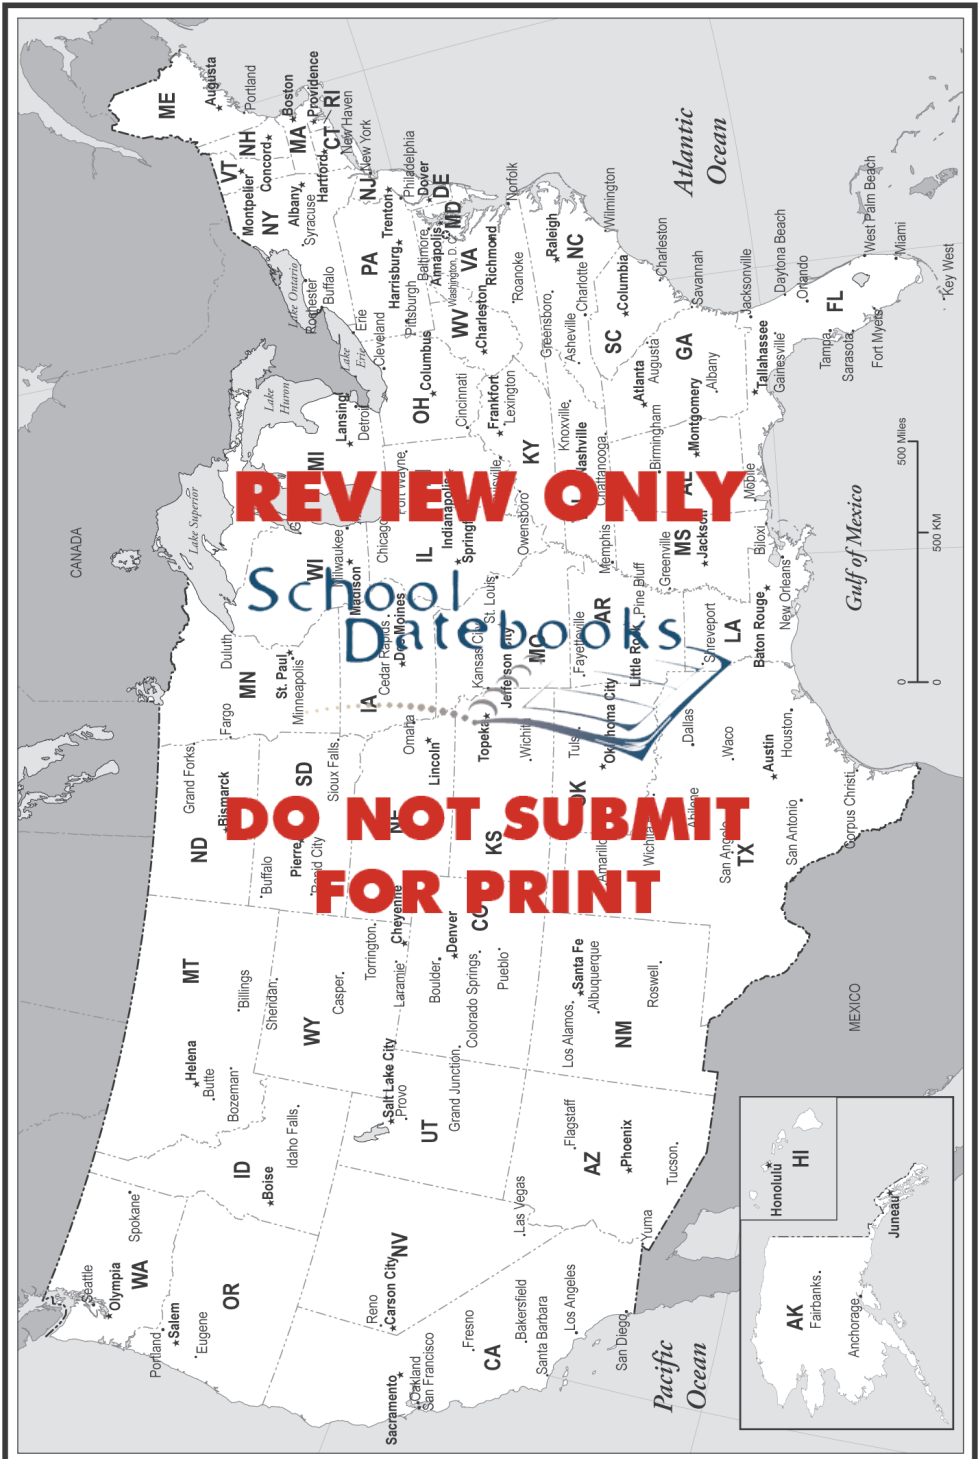 REVIEW ONLY
School
Datebooks
DO NOT SUBMIT
FOR PRINT
CANADA
MEXICO
Pacific
Ocean
Atlantic
Ocean
Gulf of Mexico
Lake Superior
Lake
Huron
Lake
Erie
Lake Ontario
WA
Seattle
Olympia
Spokane
OR
Portland
Salem
Eugene
CA
Sacramento
Oakland
San Francisco
Fresno
Bakersfield
Santa Barbara
Los Angeles
San Diego
NV
Reno
Carson City
Las Vegas
ID
Boise
Idaho Falls
MT
Helena
Butte
Bozeman
Billings
WY
Sheridan
Casper
Torrington
Laramie
Cheyenne
UT
Salt Lake City
Provo
CO
Grand Junction
Boulder
Denver
Colorado Springs
Pueblo
AZ
Flagstaff
Phoenix
Tucson
Yuma
NM
Santa Fe
Albuquerque
Los Alamos
Roswell
ND
Grand Forks
Bismarck
Fargo
SD
Buffalo
Pierre
Rapid City
Sioux Falls
NE
Omaha
Lincoln
KS
Topeka
Wichita
OK
Tulsa
Oklahoma City
TX
Amarillo
Wichita
Abilene
San Angelo
Dallas
Waco
Austin
Houston
San Antonio
Corpus Christi
MN
Duluth
St. Paul
Minneapolis
IA
Cedar Rapids
Des Moines
MO
Kansas City
Jefferson City
St. Louis
AR
Fayetteville
Little Rock
Pine Bluff
LA
Shreveport
Baton Rouge
New Orleans
WI
Milwaukee
Madison
IL
Chicago
Springf
MI
Lansing
Detroit
Fort Wayne
Indianapolis
OH
Cleveland
Columbus
Cincinnati
KY
Frankfort
Lexington
Louisville
Owensboro
Nashville
Knoxville
Chattanooga
Memphis
MS
Greenville
Jackson
Biloxi
AL
Birmingham
Montgomery
Mobile
GA
Atlanta
Augusta
Albany
Savannah
FL
Tallahassee
Gainesville
Jacksonville
Daytona Beach
Orlando
Tampa
Sarasota
Fort Myers
West Palm Beach
Miami
Key West
SC
Columbia
Charleston
NC
Raleigh
Greensboro
Charlotte
Asheville
Wilmington
VA
Richmond
Roanoke
Norfolk
WV
Charleston
MD
Baltimore
Annapolis
Washington, D. C.
DE
Dover
PA
Erie
Harrisburg
Pittsburgh
Philadelphia
NJ
Trenton
NY
Albany
Syracuse
Rochester
Buffalo
New York
CT
Hartford
New Haven
RI
Providence
MA
Boston
VT
Montpelier
NH
Concord
ME
Augusta
Portland
AK
Fairbanks
Anchorage
Juneau
HI
Honolulu
0
500 Miles
0
500 KM